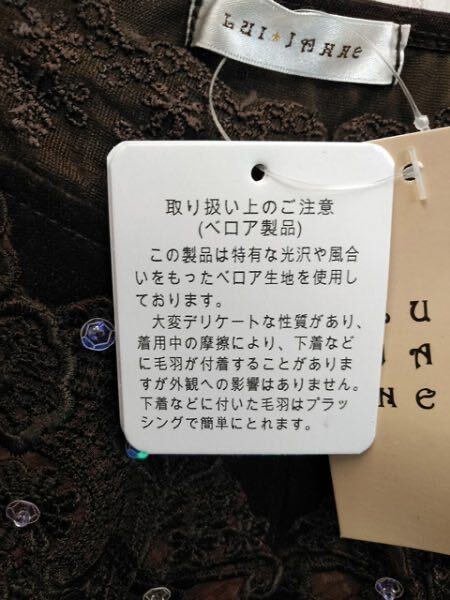 LUI★JANNE
取り扱い上のご注意
(ベロア製品)
この製品は特有な光沢や風合
いをもったベロア生地を使用し
ております。
大変デリケートな性質があり、
着用中の摩擦により、下着など
に毛羽が付着することがありま
すが外観への影響はありません。
下着などに付いた毛羽はブラッ
シングで簡単にとれます。
LU
JA
NNE